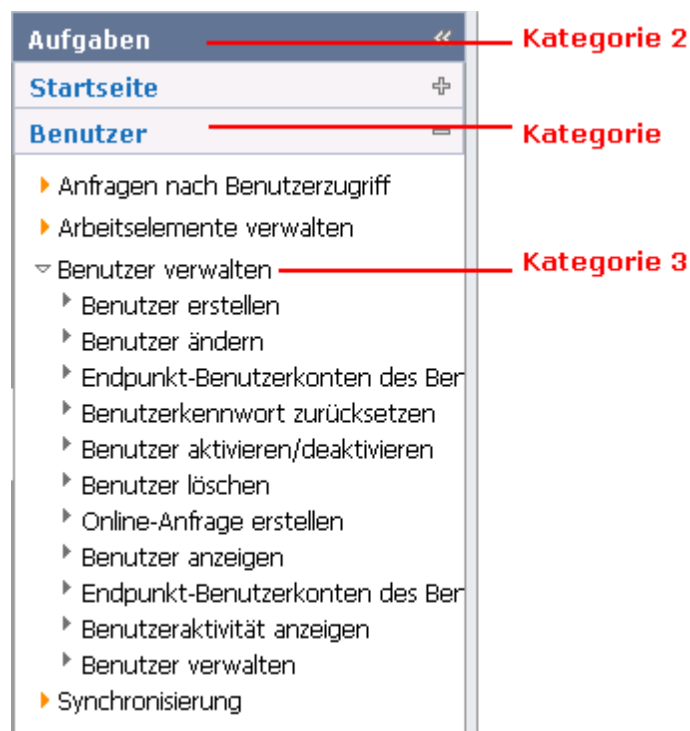 Aufgaben « Kategorie 2
Startseite
Benutzer Kategorie
Anfragen nach Benutzerzugriff
Arbeitselemente verwalten
Benutzer verwalten Kategorie 3
Benutzer erstellen
Benutzer ändern
Endpunkt-Benutzerkonten des Ben
Benutzerkennwort zurücksetzen
Benutzer aktivieren/deaktivieren
Benutzer löschen
Online-Anfrage erstellen
Benutzer anzeigen
Endpunkt-Benutzerkonten des Ben
Benutzeraktivität anzeigen
Benutzer verwalten
Synchronisierung